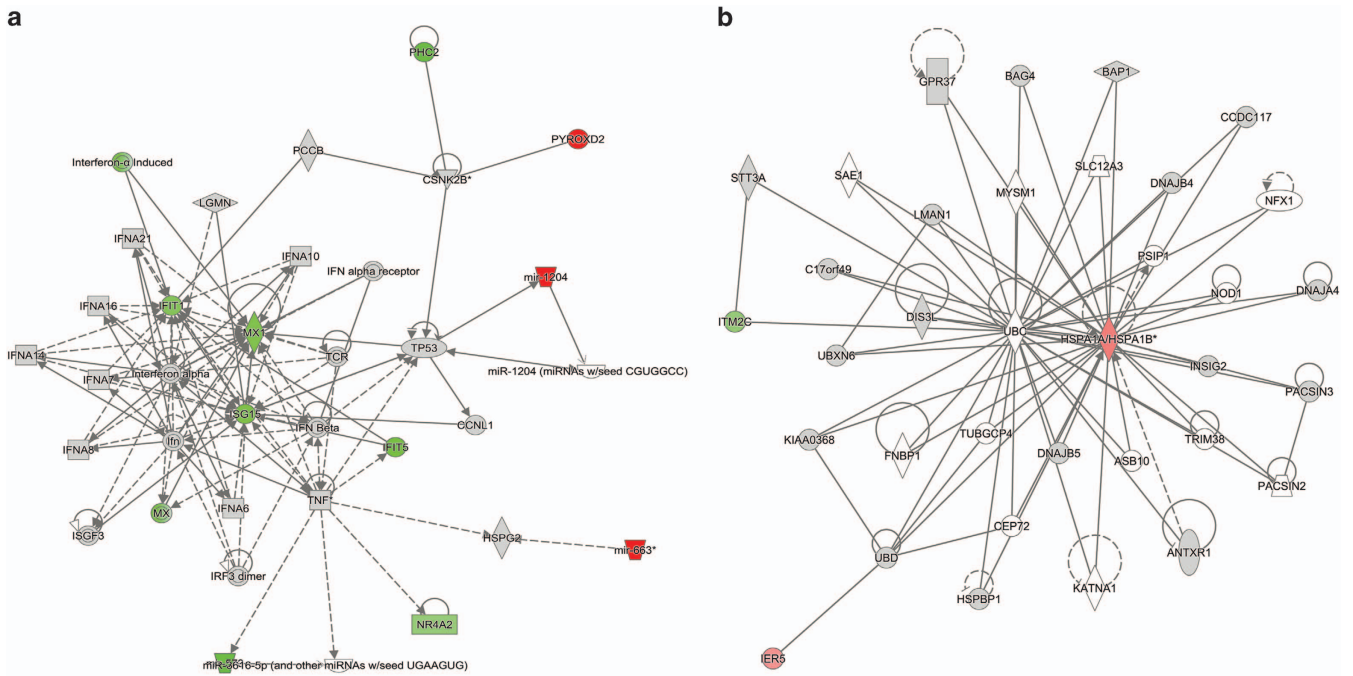 a
PHC2
PYROXD2
PCCB
Interferon-α Induced
CSNK2B*
LGMN
IFNA21
IFNA10
IFN alpha receptor
mir-1204
IFNA16
IFIT1
MX1
TP53
IFNA14
TCR
miR-1204 (miRNAs w/seed CGUGGCC)
IFNA7
Interferon alpha
ISG15
IFN Beta
CCNL1
Ifn
IFNA8
IFIT5
TNF
MX
IFNA6
ISGF3
HSPG2
mir-663*
IRF3 dimer
NR4A2
miR-3616-5p (and other miRNAs w/seed UGAAGUG)
b
GPR37
BAG4
BAP1
CCDC117
STT3A
SAE1
SLC12A3
MYSM1
DNAJB4
NFX1
LMAN1
PSIP1
C17orf49
NOD1
DNAJA4
ITM2C
DIS3L
UBC
HSPA1A/HSPA1B*
UBXN6
INSIG2
PACSIN3
KIAA0368
TUBGCP4
TRIM38
FNBP1
DNAJB5
ASB10
PACSIN2
CEP72
UBD
ANTXR1
HSPBP1
KATNA1
IER5